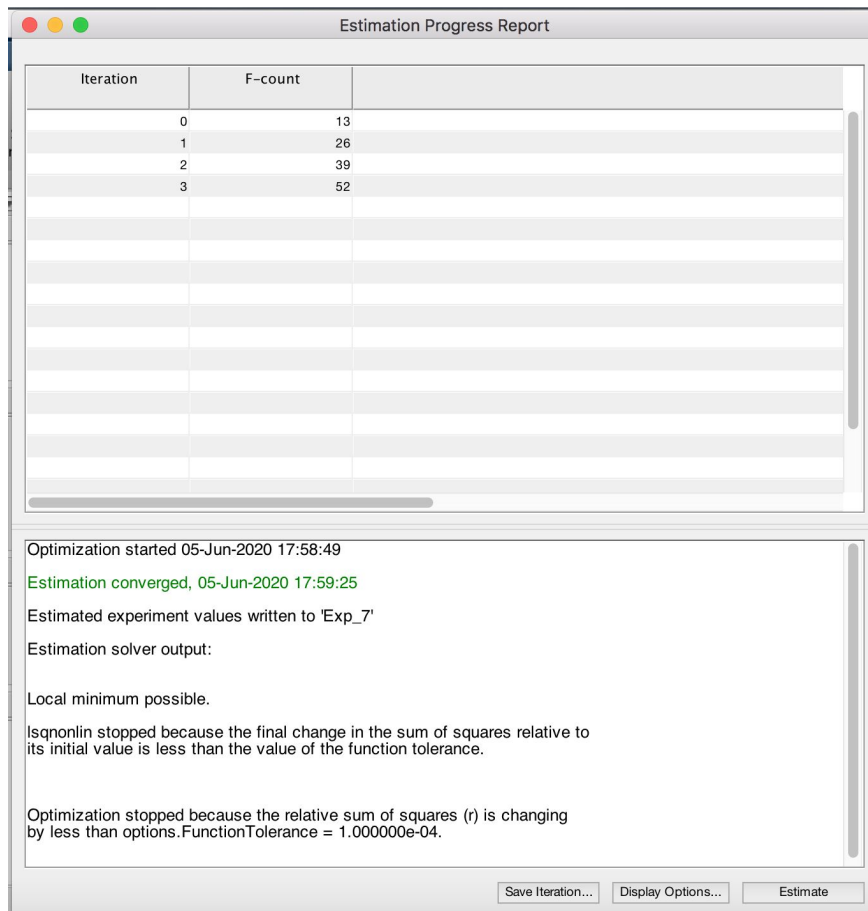 Estimation Progress Report
Iteration F-count
0 13
1 26
2 39
3 52
Optimization started 05-Jun-2020 17:58:49
Estimation converged, 05-Jun-2020 17:59:25
Estimated experiment values written to 'Exp_7'
Estimation solver output:
Local minimum possible.
lsqnonlin stopped because the final change in the sum of squares relative to
its initial value is less than the value of the function tolerance.
Optimization stopped because the relative sum of squares (r) is changing
by less than options.FunctionTolerance = 1.000000e-04.
Save Iteration... Display Options... Estimate